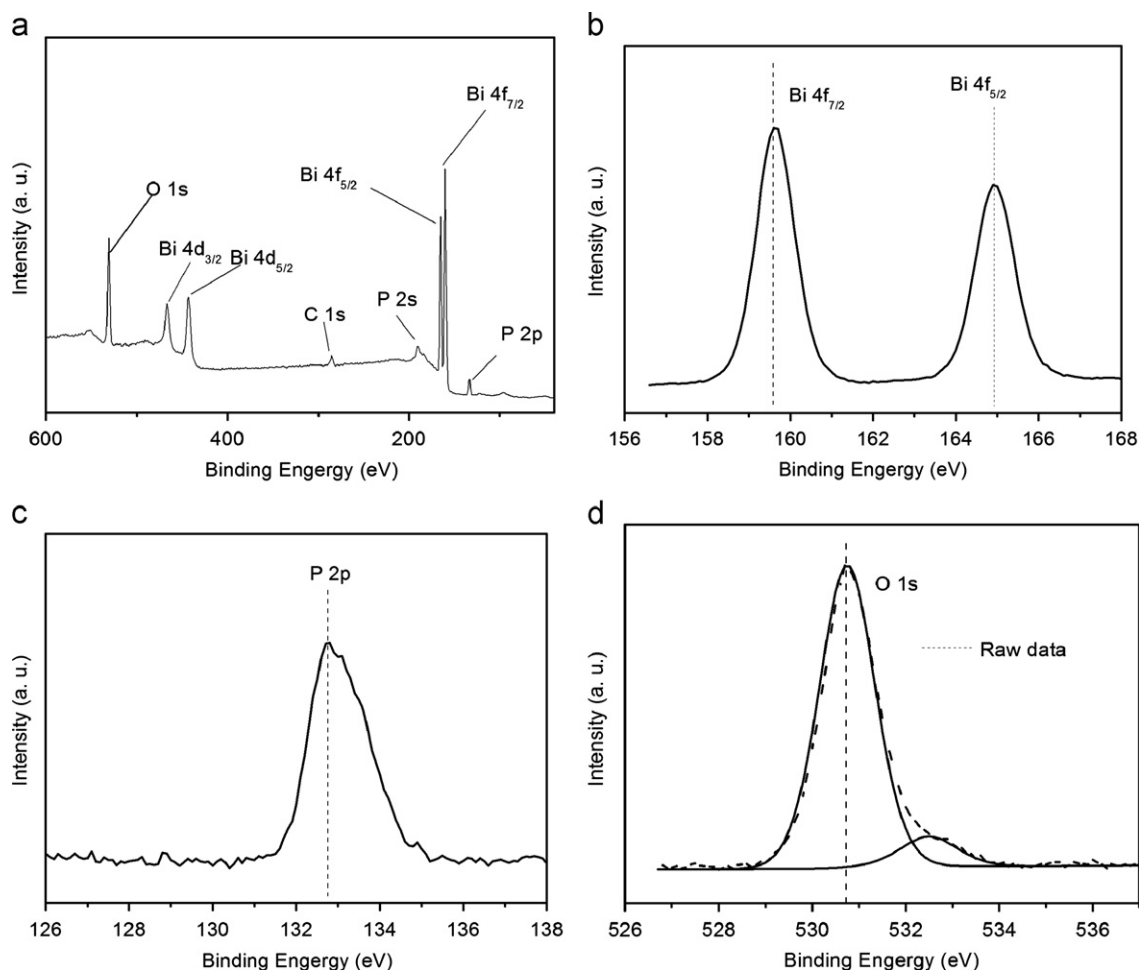 a
Intensity (a. u.)
O 1s
Bi 4d3/2
Bi 4d5/2
C 1s
P 2s
Bi 4f5/2
Bi 4f7/2
P 2p
600 400 200
Binding Engergy (eV)
b
Intensity (a. u.)
Bi 4f7/2
Bi 4f5/2
156 158 160 162 164 166 168
Binding Engergy (eV)
c
Intensity (a. u.)
P 2p
126 128 130 132 134 136 138
Binding Engergy (eV)
d
Intensity (a. u.)
O 1s
Raw data
526 528 530 532 534 536
Binding Engergy (eV)